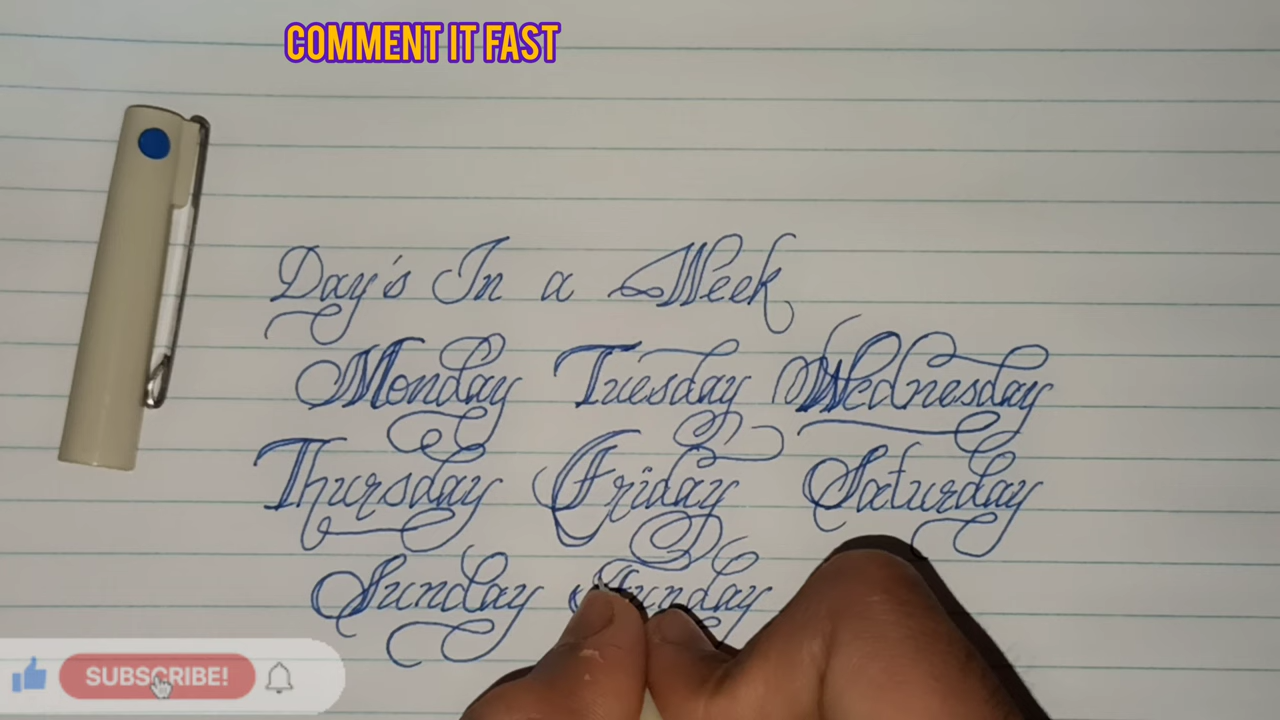 COMMENT IT FAST
Day's In a Week
Monday Tuesday Wednesday
Thursday Friday Saturday
Sunday Sunday
SUBSCRIBE!